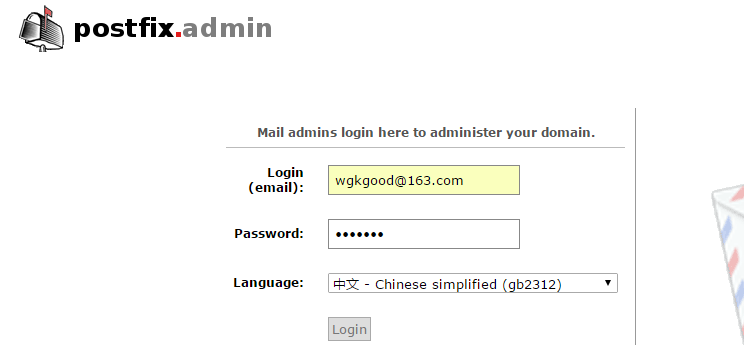 postfix.admin
Mail admins login here to administer your domain.
Login
(email):
wgkgood@163.com
Password:
•••••••
Language:
中文 - Chinese simplified (gb2312)
Login